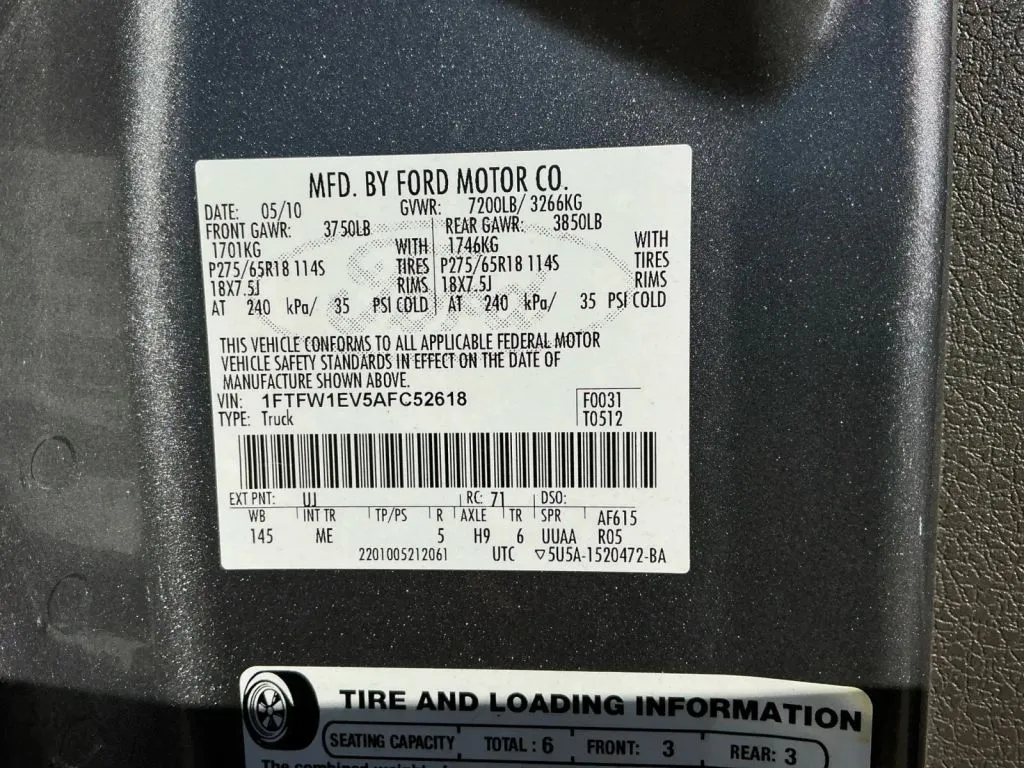 MFD. BY FORD MOTOR CO.
DATE: 05/10 GVWR: 7200LB/ 3266KG
FRONT GAWR: 3750LB REAR GAWR: 3850LB
1701KG WITH 1746KG WITH
P275/65R18 114S TIRES P275/65R18 114S TIRES
18X7.5J RIMS 18X7.5J RIMS
AT 240 kPa/ 35 PSI COLD AT 240 kPa/ 35 PSI COLD
THIS VEHICLE CONFORMS TO ALL APPLICABLE FEDERAL MOTOR
VEHICLE SAFETY STANDARDS IN EFFECT ON THE DATE OF
MANUFACTURE SHOWN ABOVE.
VIN: 1FTFW1EV5AFC52618 F0031
TYPE: Truck T0512
EXT PNT: UJ RC: 71 DSO:
WB INT TR TP/PS R AXLE TR SPR AF615
145 ME 5 H9 6 UUAA R05
2201005212061 UTC ▽5U5A-1520472-BA
TIRE AND LOADING INFORMATION
SEATING CAPACITY TOTAL : 6 FRONT: 3 REAR: 3